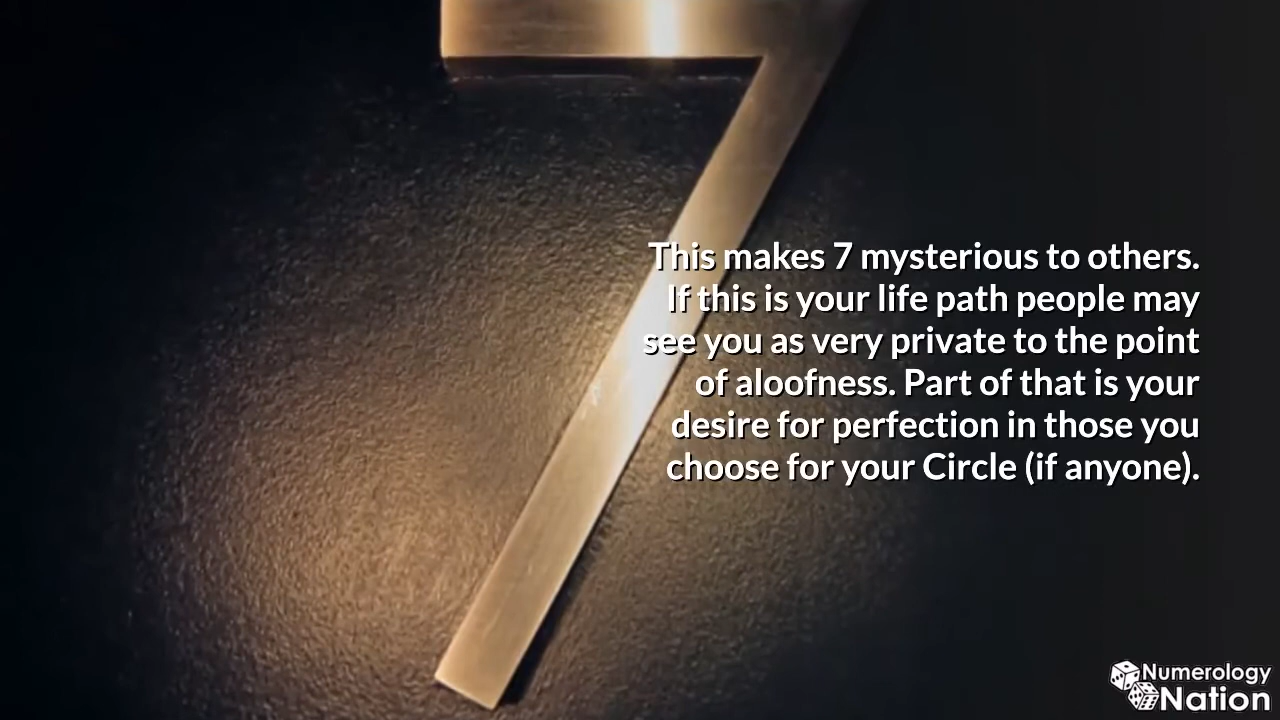 7
This makes 7 mysterious to others.
If this is your life path people may
see you as very private to the point
of aloofness. Part of that is your
desire for perfection in those you
choose for your Circle (if anyone).
Numerology
Nation